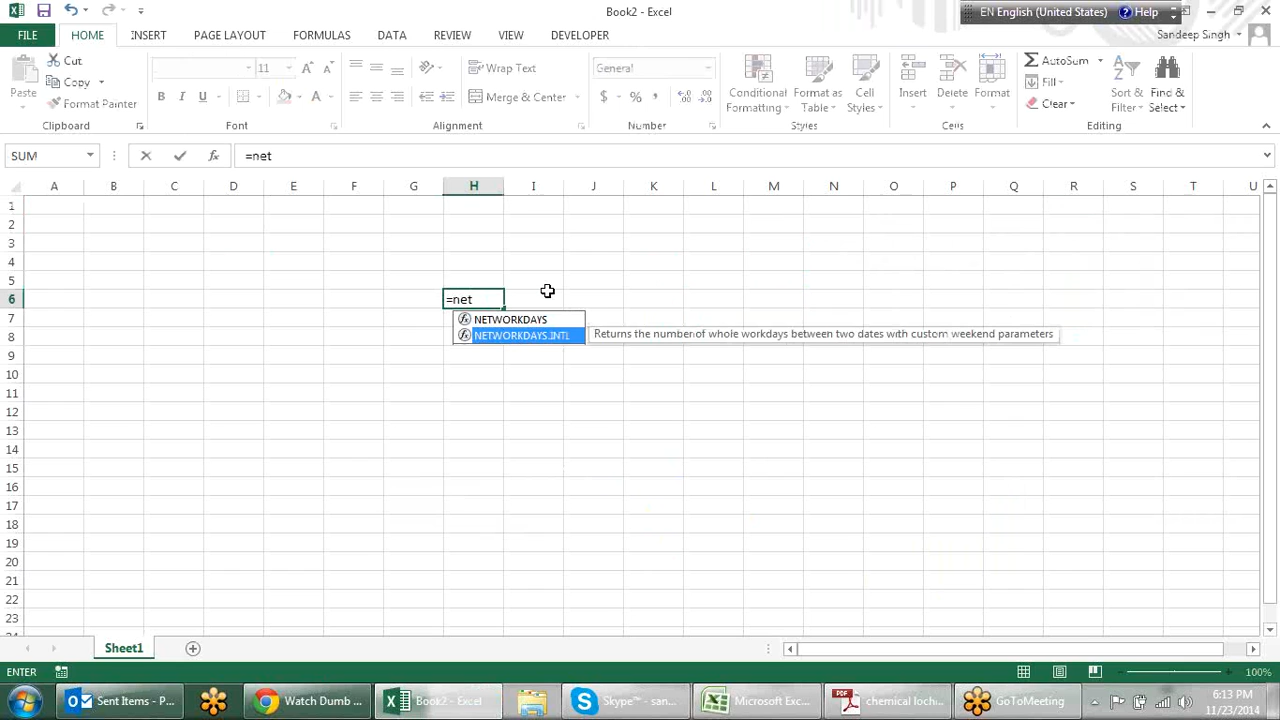 Book2 - Excel
EN English (United States) Help
FILE HOME INSERT PAGE LAYOUT FORMULAS DATA REVIEW VIEW DEVELOPER Sandeep Singh
Paste Cut Copy Format Painter Clipboard
11 B I U A Font
Wrap Text Merge & Center Alignment
General $ % , Number
Conditional Formatting Format as Table Cell Styles Styles
Insert Delete Format Cells
AutoSum Fill Clear Sort & Filter Find & Select Editing
SUM =net
A B C D E F G H I J K L M N O P Q R S T U
1
2
3
4
5
6 =net
7 NETWORKDAYS
8 NETWORKDAYS.INTL Returns the number of whole workdays between two dates with custom weekend parameters
9
10
11
12
13
14
15
16
17
18
19
20
21
22
23
24
Sheet1
ENTER 100%
Sent Items - P... Watch Dumb ... Book2 - Excel Skype™ - san... Microsoft Exc... chemical loch... GoToMeeting 6:13 PM
11/23/2014